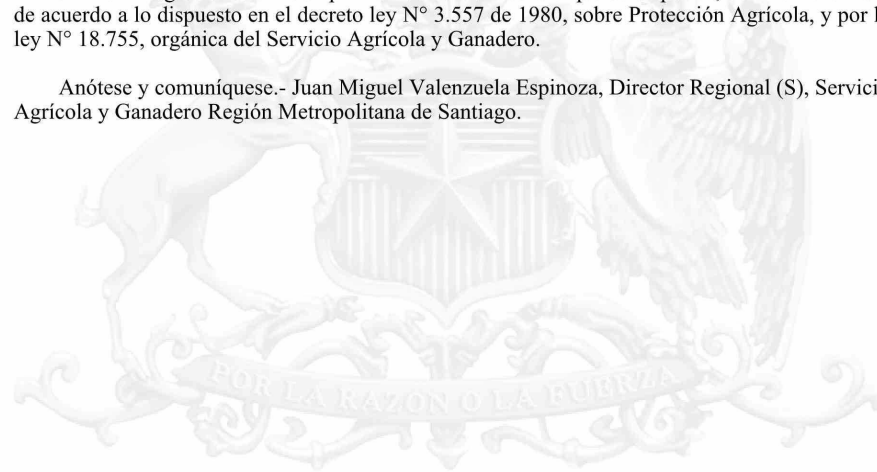 de acuerdo a lo dispuesto en el decreto ley N° 3.557 de 1980, sobre Protección Agrícola, y por l
ley N° 18.755, orgánica del Servicio Agrícola y Ganadero.
Anótese y comuníquese.- Juan Miguel Valenzuela Espinoza, Director Regional (S), Servici
Agrícola y Ganadero Región Metropolitana de Santiago.
POR LA RAZÓN O LA FUERZA